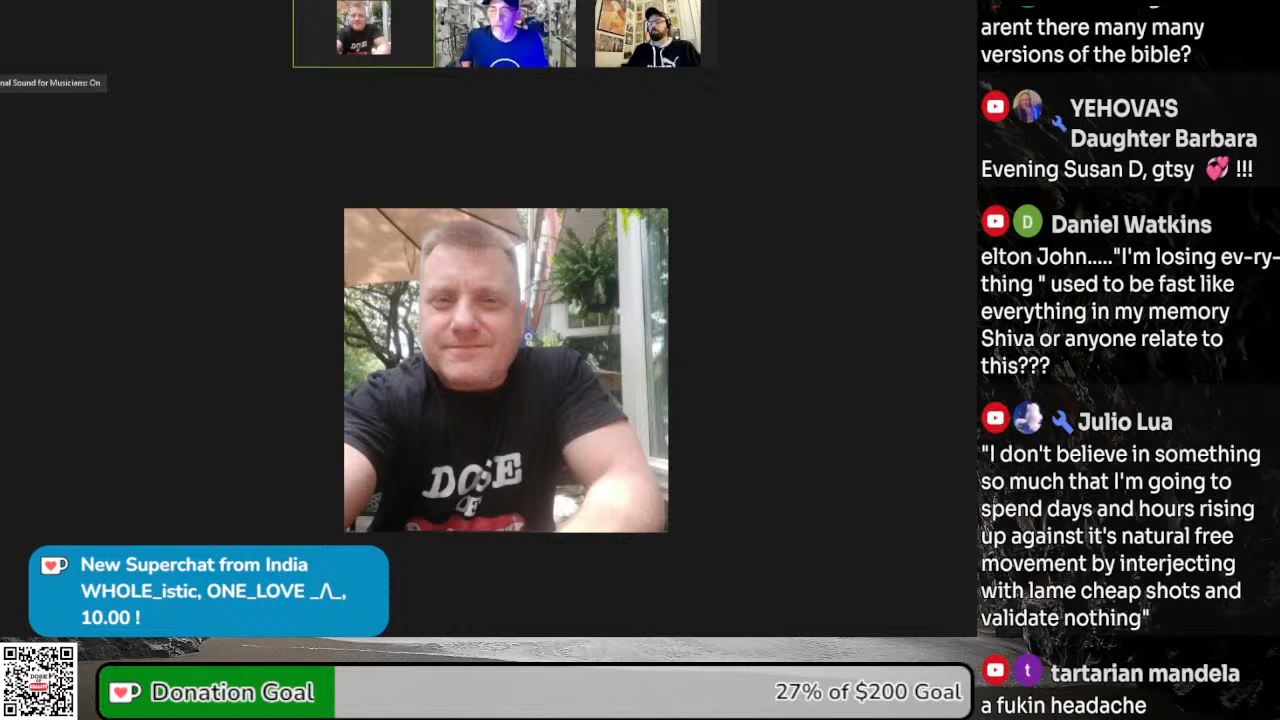 nal Sound for Musicians: On
DOSE
OF
New Superchat from India
WHOLE_istic, ONE_LOVE _/\_,
10.00 !
DOSE
Donation Goal
27% of $200 Goal
arent there many many
versions of the bible?
YEHOVA'S
Daughter Barbara
Evening Susan D, gtsy 💞 !!!
D
Daniel Watkins
elton John....."I'm losing ev-ry-
thing " used to be fast like
everything in my memory
Shiva or anyone relate to
this???
Julio Lua
"I don't believe in something
so much that I'm going to
spend days and hours rising
up against it's natural free
movement by interjecting
with lame cheap shots and
validate nothing"
t
tartarian mandela
a fukin headache